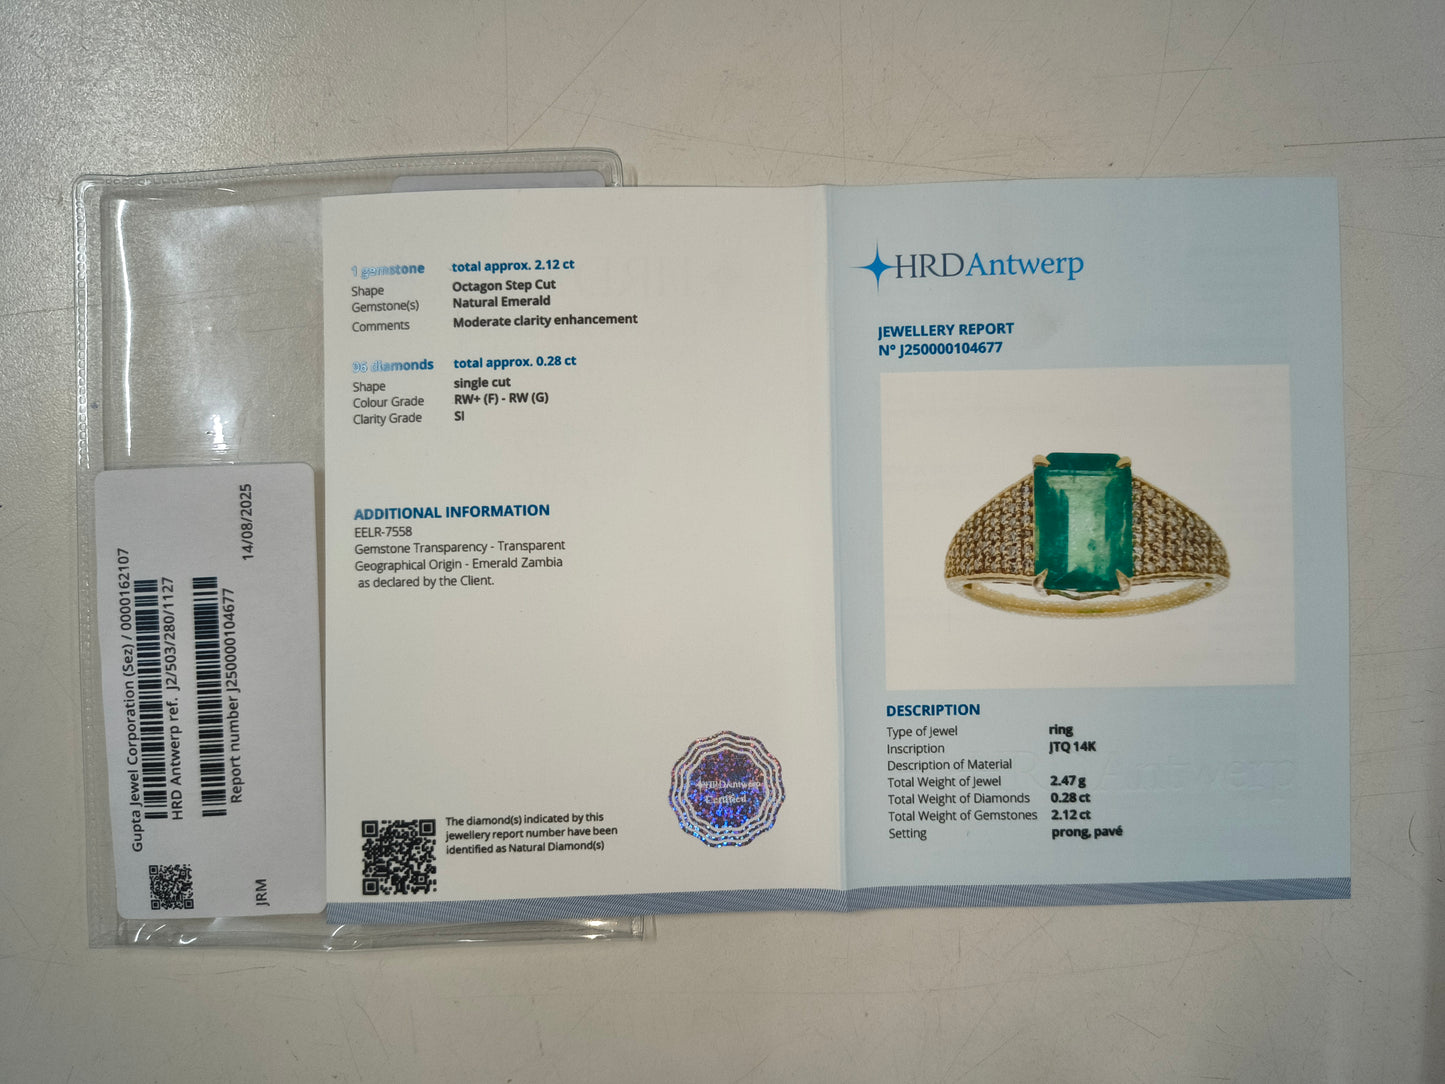 Gupta Jewel Corporation (Sez) / 0000162107
HRD Antwerp ref. J2/503/280/1127
Report number J250000104677
14/08/2025
JRM
1 gemstone total approx. 2.12 ct
Shape Octagon Step Cut
Gemstone(s) Natural Emerald
Comments Moderate clarity enhancement
96 diamonds total approx. 0.28 ct
Shape single cut
Colour Grade RW+ (F) - RW (G)
Clarity Grade SI
ADDITIONAL INFORMATION
EELR-7558
Gemstone Transparency - Transparent
Geographical Origin - Emerald Zambia
as declared by the Client.
The diamond(s) indicated by this
jewellery report number have been
identified as Natural Diamond(s)
HRDAntwerp
Certified
HRDAntwerp
JEWELLERY REPORT
N° J250000104677
DESCRIPTION
Type of Jewel ring
Inscription JTQ 14K
Description of Material
Total Weight of Jewel 2.47 g
Total Weight of Diamonds 0.28 ct
Total Weight of Gemstones 2.12 ct
Setting prong, pavé